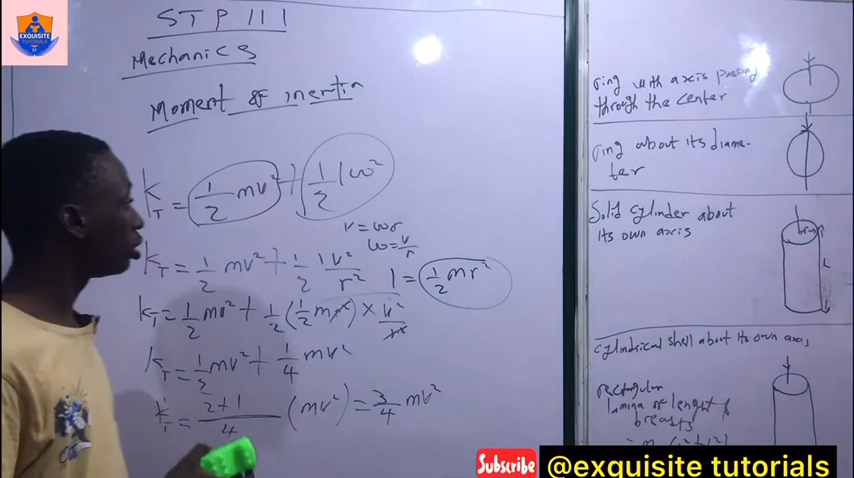 EXQUISITE
TUTORIALS
STP 111
Mechanics
Moment of inertia
K_T = 1/2 mv² + 1/2 Iω²
v = ωr
ω = v/r
K_T = 1/2 mv² + 1/2 I v²/r²
I = 1/2 mr²
K_T = 1/2 mv² + 1/2 (1/2 mr²) × v²/r²
K_T = 1/2 mv² + 1/4 mv²
K_T = 2+1/4 (mv²) = 3/4 mv²
ring with axis passing
through the center
ring about its diame-
ter
Solid cylinder about
its own axis
r
L
cylindrical shell about its own axis
rectangular
lamina of lenght &
Subscribe
@exquisite tutorials